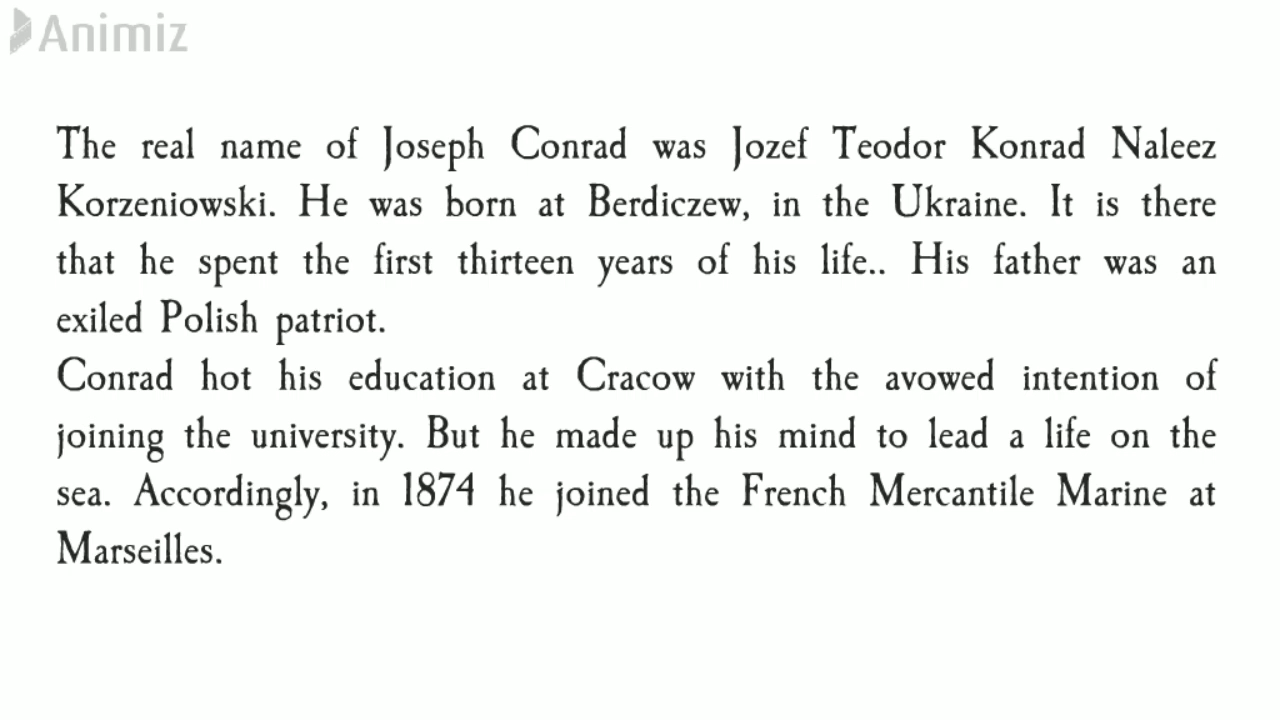 Animiz
The real name of Joseph Conrad was Jozef Teodor Konrad Naleez
Korzeniowski. He was born at Berdiczew, in the Ukraine. It is there
that he spent the first thirteen years of his life.. His father was an
exiled Polish patriot.
Conrad hot his education at Cracow with the avowed intention of
joining the university. But he made up his mind to lead a life on the
sea. Accordingly, in 1874 he joined the French Mercantile Marine at
Marseilles.